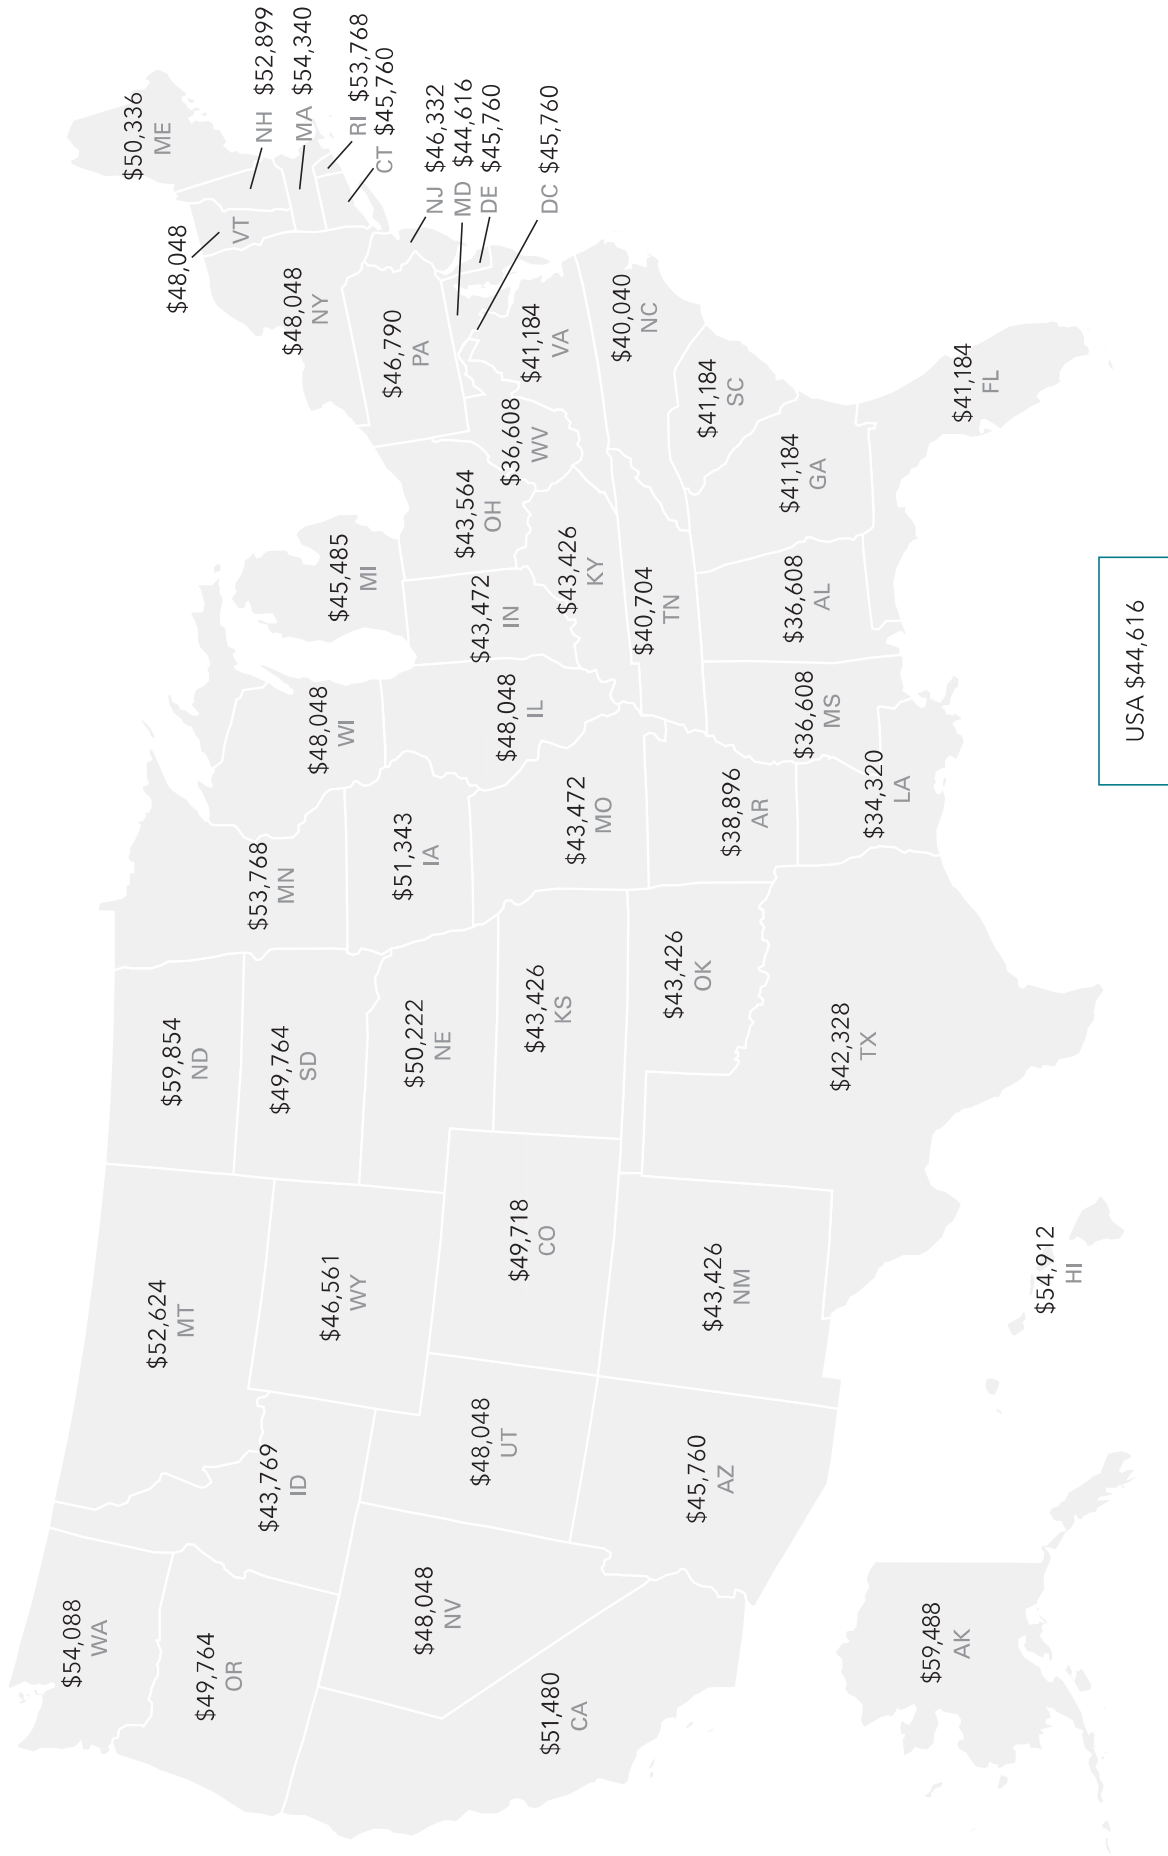 $54,088
WA
$49,764
OR
$51,480
CA
$48,048
NV
$43,769
ID
$52,624
MT
$46,561
WY
$48,048
UT
$49,718
CO
$45,760
AZ
$43,426
NM
$59,854
ND
$49,764
SD
$50,222
NE
$43,426
KS
$43,426
OK
$42,328
TX
$53,768
MN
$51,343
IA
$43,472
MO
$38,896
AR
$34,320
LA
$48,048
WI
$48,048
IL
$45,485
MI
$43,472
IN
$43,564
OH
$43,426
KY
$40,704
TN
$36,608
MS
$36,608
AL
$41,184
GA
$41,184
FL
$41,184
SC
$40,040
NC
$41,184
VA
$36,608
WV
$46,790
PA
$48,048
NY
$48,048
VT
$50,336
ME
NH $52,899
MA $54,340
RI $53,768
CT $45,760
NJ $46,332
MD $44,616
DE $45,760
DC $45,760
$59,488
AK
$54,912
HI
USA $44,616